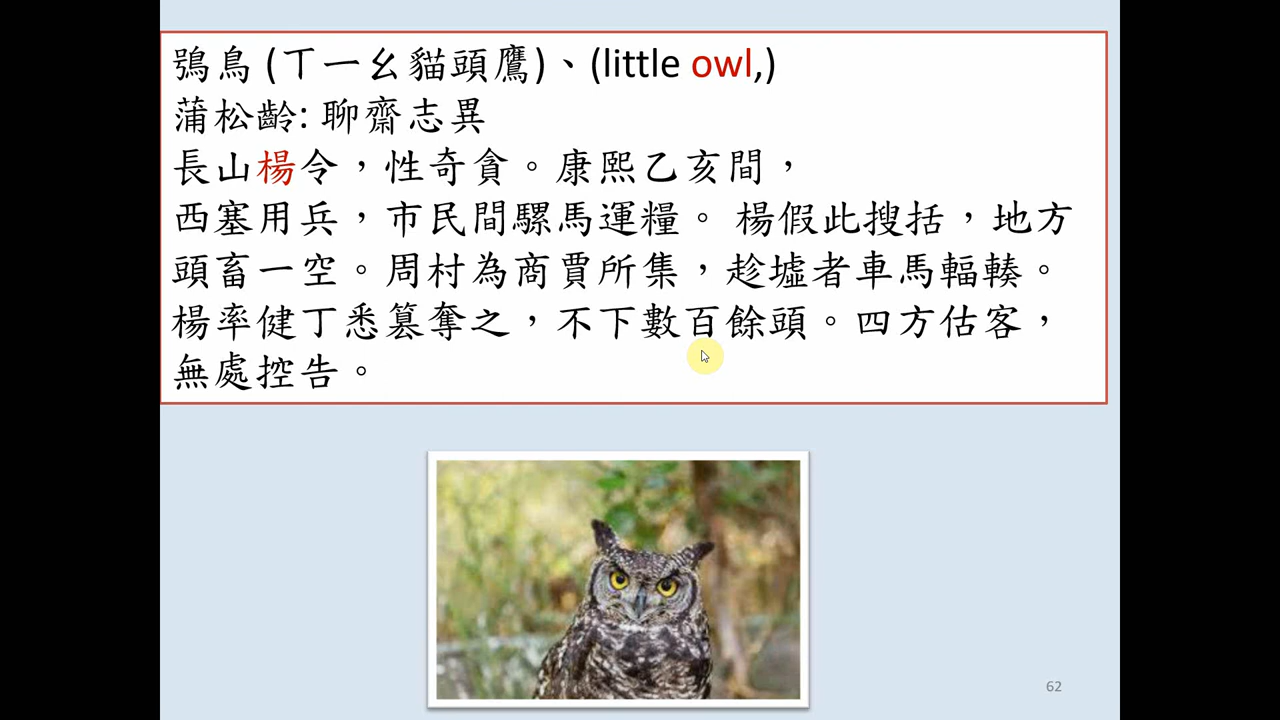 鴞鳥 (ㄒㄧㄠ貓頭鷹)、(little owl,)
蒲松齡: 聊齋志異
長山楊令，性奇貪。康熙乙亥間，
西塞用兵，市民間騾馬運糧。 楊假此搜括，地方
頭畜一空。周村為商賈所集，趁墟者車馬輻輳。
楊率健丁悉篡奪之，不下數百餘頭。四方估客，
無處控告。
62